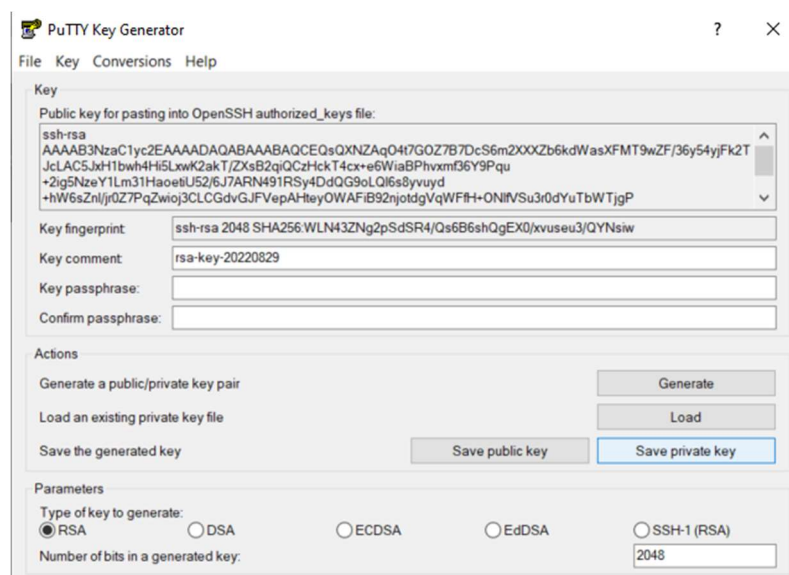 PuTTY Key Generator
? ×
File Key Conversions Help
Key
Public key for pasting into OpenSSH authorized_keys file:
ssh-rsa
AAAAB3NzaC1yc2EAAAADAQABAAABAQCEQsQXNZAqO4t7GOZ7B7DcS6m2XXXZb6kdWasXFMT9wZF/36y54yjFk2T
JcLAC5JxH1bwh4Hi5LxwK2akT/ZXsB2qiQCzHckT4cx+e6WiaBPhvxmf36Y9Pqu
+2ig5NzeY1Lm31HaoetiU52/6J7ARN491RSy4DdQG9oLQl6s8yvuyd
+hW6sZnl/jr0Z7PqZwioj3CLCGdvGJFVepAHteyOWAFiB92njotdgVqWFfH+ONlfVSu3r0dYuTbWTjgP
Key fingerprint: ssh-rsa 2048 SHA256:WLN43ZNg2pSdSR4/Qs6B6shQgEX0/xvuseu3/QYNsiw
Key comment: rsa-key-20220829
Key passphrase:
Confirm passphrase:
Actions
Generate a public/private key pair Generate
Load an existing private key file Load
Save the generated key Save public key Save private key
Parameters
Type of key to generate:
RSA DSA ECDSA EdDSA SSH-1 (RSA)
Number of bits in a generated key: 2048